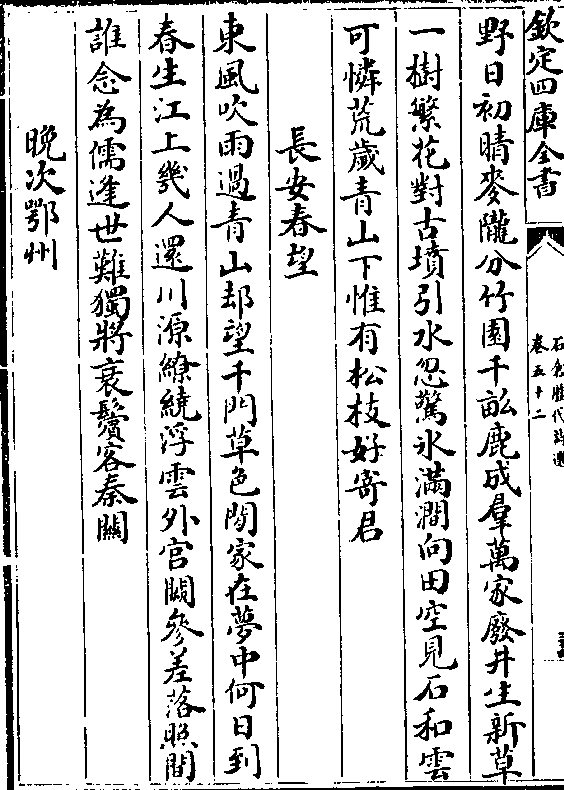 欽定四庫全書
石倉歷代詩選
卷五十二
野日初晴麥隴分竹園千畝鹿成羣萬家廢井生新草
一樹繁花對古墳引水忽驚氷滿澗向田空見石和雲
可憐荒歲青山下惟有松枝好寄君
長安春望
東風吹雨過青山却望千門草色閒家在夢中何日到
春生江上幾人還川源繚繞浮雲外宮闕參差落照間
誰念為儒逢世難獨將衰鬢客秦關
晚次鄂州